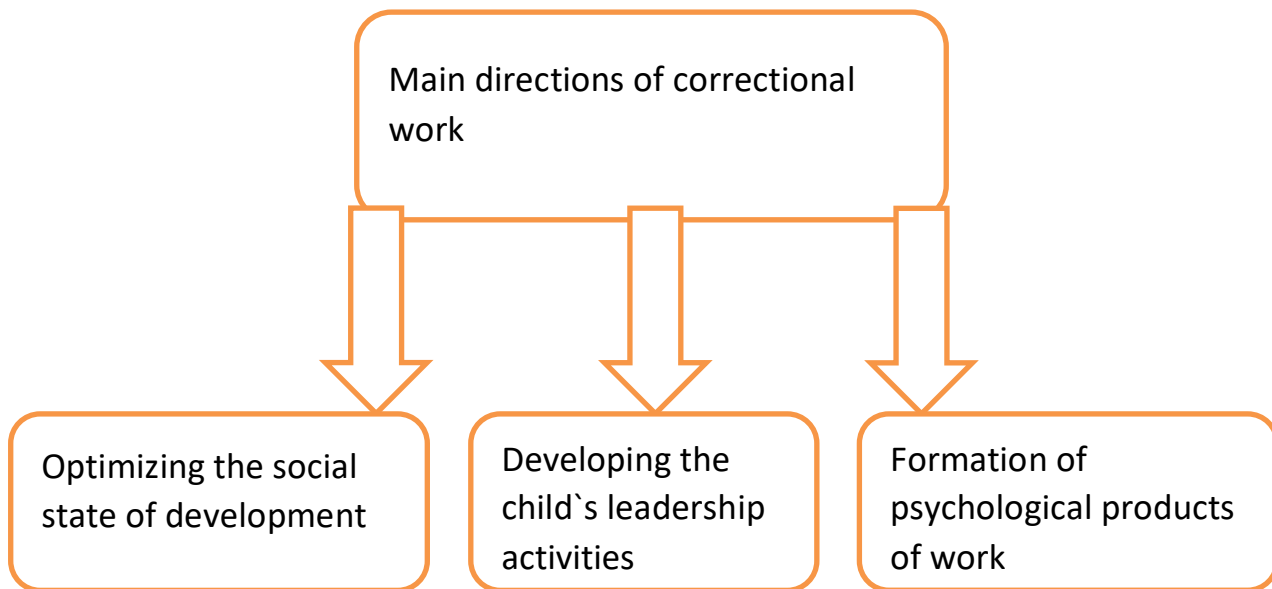 Main directions of correctional
work
Optimizing the social
state of development
Developing the
child`s leadership
activities
Formation of
psychological products
of work